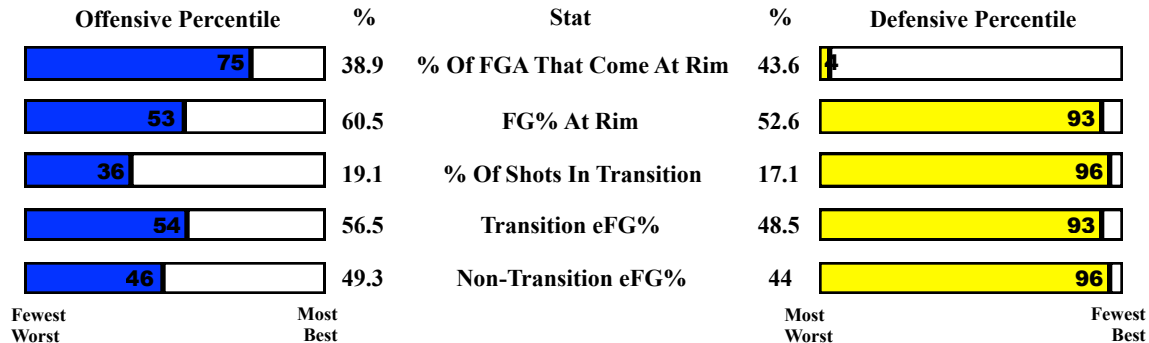 Offensive Percentile % Stat % Defensive Percentile
75 38.9 % Of FGA That Come At Rim 43.6 4
53 60.5 FG% At Rim 52.6 93
36 19.1 % Of Shots In Transition 17.1 96
54 56.5 Transition eFG% 48.5 93
46 49.3 Non-Transition eFG% 44 96
Fewest Most Most Fewest
Worst Best Worst Best